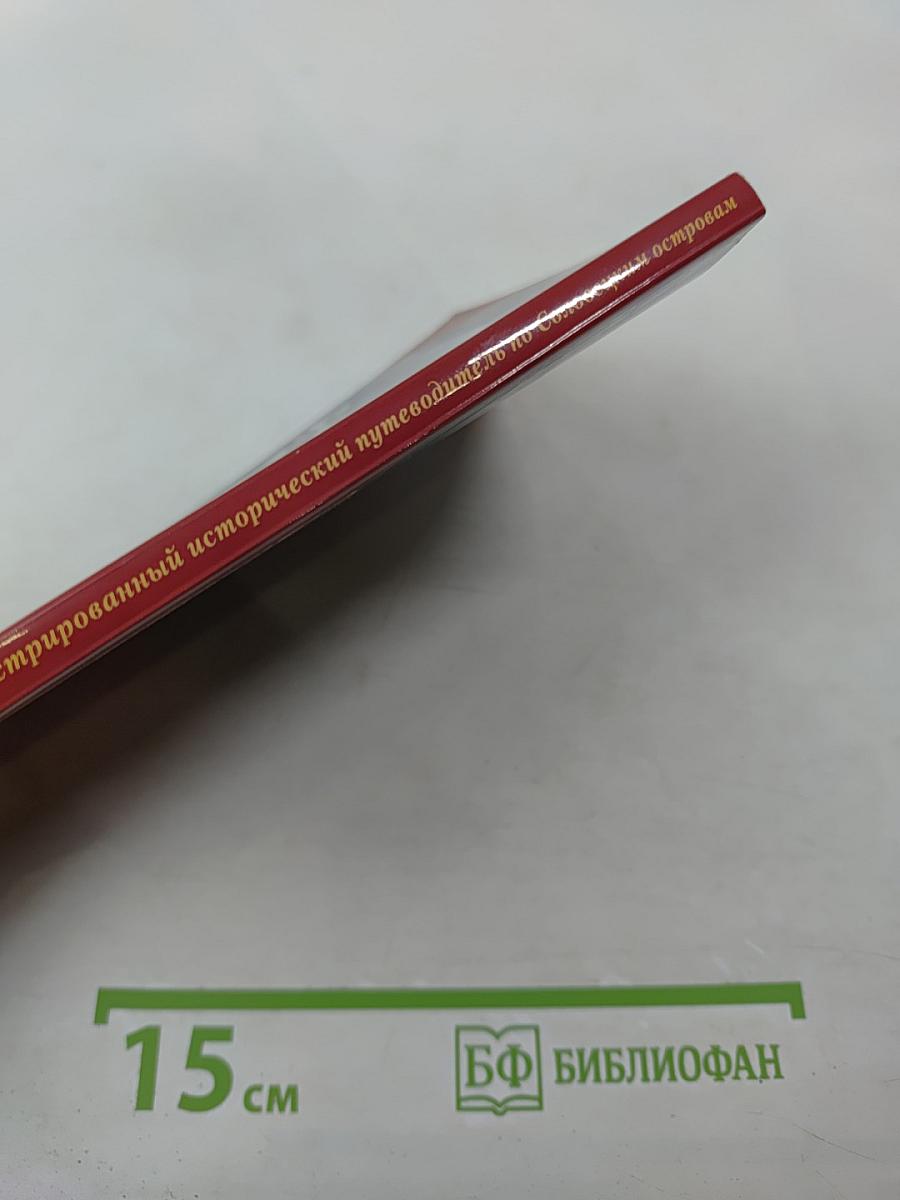 стрированный исторический путеводитель по Соловецким островам
15 см
БФ БИБЛИОФАН